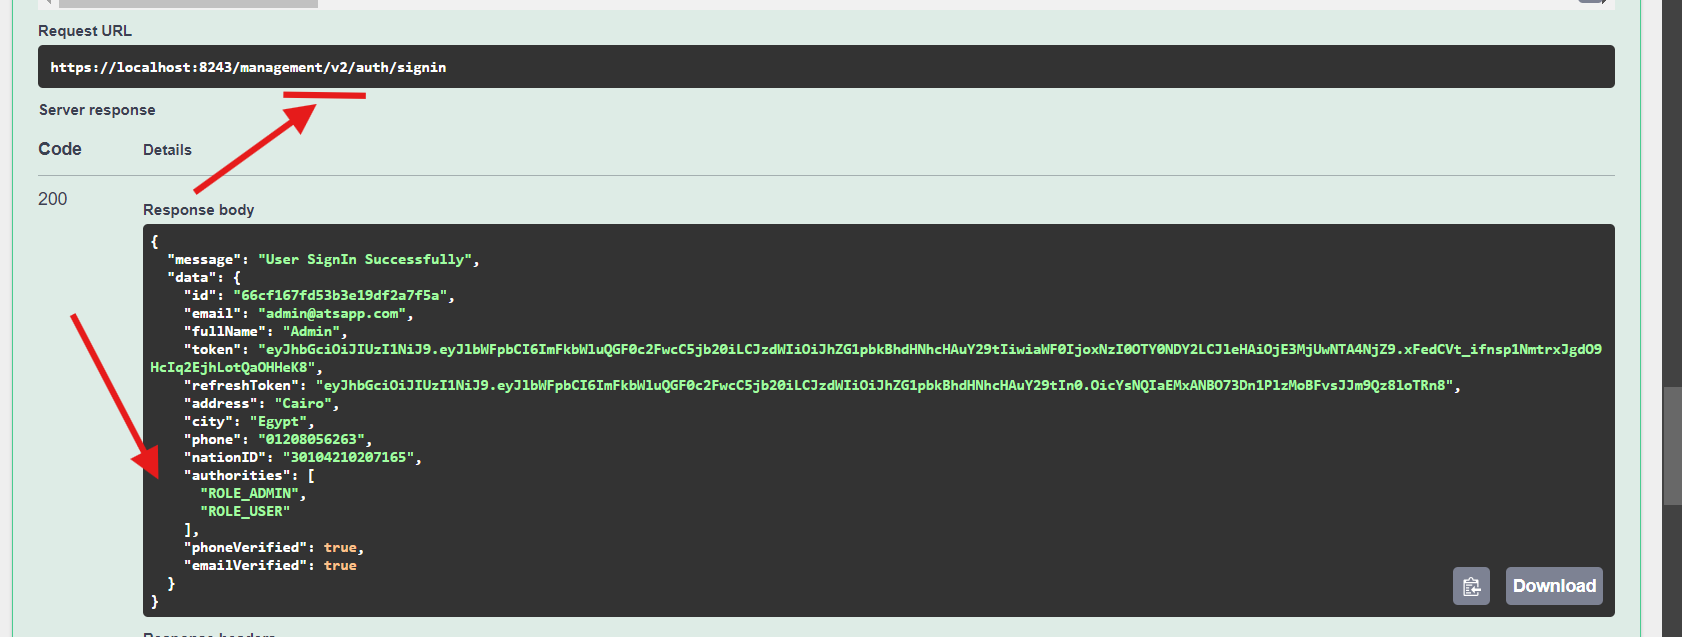 Request URL
https://localhost:8243/management/v2/auth/signin
Server response
Code Details
200
Response body
{
"message": "User SignIn Successfully",
"data": {
"id": "66cf167fd53b3e19df2a7f5a",
"email": "admin@atsapp.com",
"fullName": "Admin",
"token": "eyJhbGciOiJIUzI1NiJ9.eyJlbWFpbCI6ImFkbWluQGF0c2FwcC5jb20iLCJzdWIiOiJhZG1pbkBhdHNhcHAuY29tIiwiaWF0IjoxNzI0OTY0NDY2LCJleHAiOjE3MjUwNTA4NjZ9.xFedCVt_ifnsp1NmtrxJgdO9
HcIq2EjhLotQaOHHeK8",
"refreshToken": "eyJhbGciOiJIUzI1NiJ9.eyJlbWFpbCI6ImFkbWluQGF0c2FwcC5jb20iLCJzdWIiOiJhZG1pbkBhdHNhcHAuY29tIn0.OicYsNQIaEMxANBO73Dn1PlzMoBFvsJJm9Qz8loTRn8",
"address": "Cairo",
"city": "Egypt",
"phone": "01208056263",
"nationID": "30104210207165",
"authorities": [
"ROLE_ADMIN",
"ROLE_USER"
],
"phoneVerified": true,
"emailVerified": true
}
}
Download
Response headers